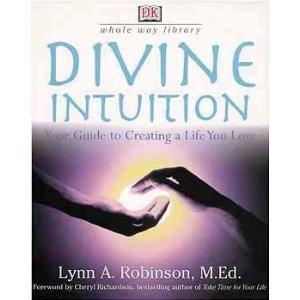 DK
whole way library
DIVINE
INTUITION
Your Guide to Creating a Life You Love
Lynn A. Robinson, M.Ed.
Foreword by Cheryl Richardson, bestselling author of Take Time for Your Life